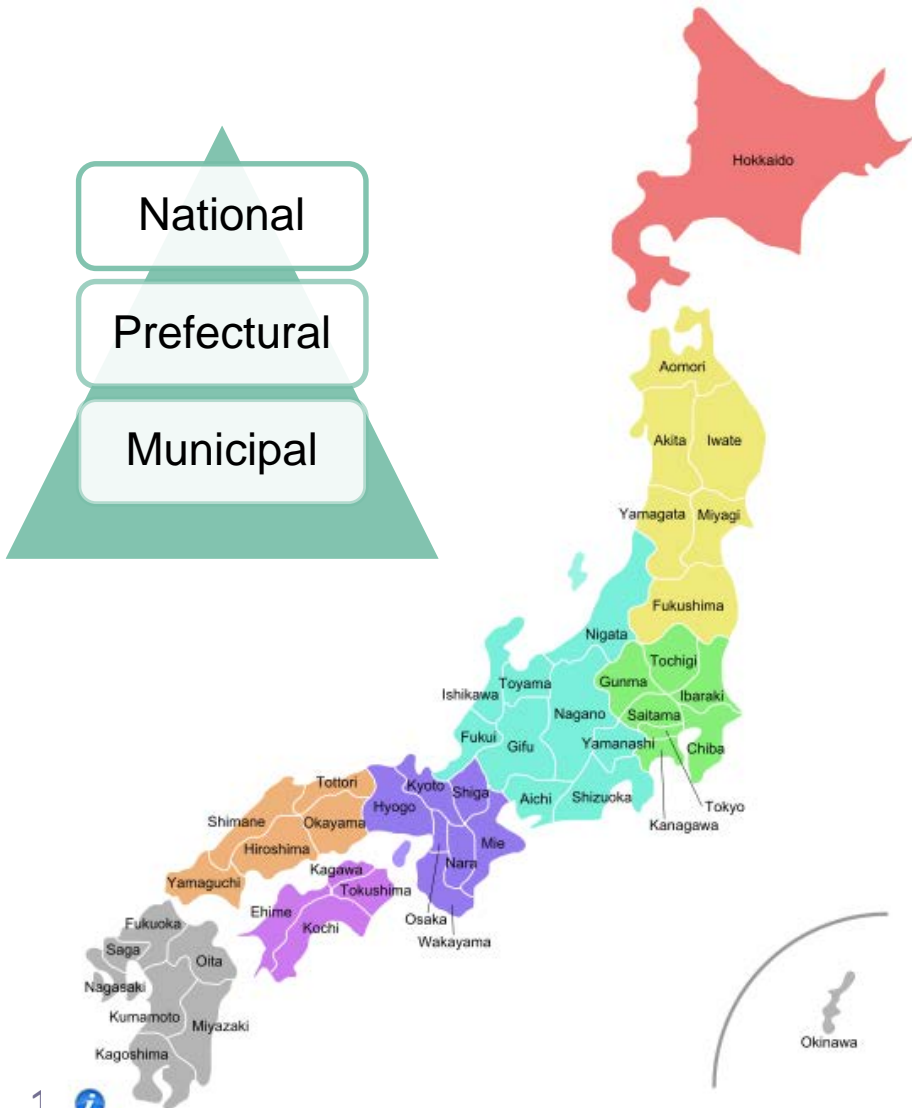 National
Prefectural
Municipal
Hokkaido
Aomori
Akita Iwate
Yamagata Miyagi
Fukushima
Nigata
Tochigi
Gunma
Ibaraki
Toyama
Ishikawa
Nagano
Saitama
Fukui
Gifu
Yamanashi
Chiba
Tottori
Kyoto
Shiga
Hyogo
Aichi
Shizuoka
Tokyo
Kanagawa
Shimane
Okayama
Hiroshima
Mie
Nara
Kagawa
Yamaguchi
Tokushima
Ehime
Osaka
Kochi
Wakayama
Fukuoka
Saga
Oita
Nagasaki
Kumamoto
Miyazaki
Kagoshima
Okinawa
1
i